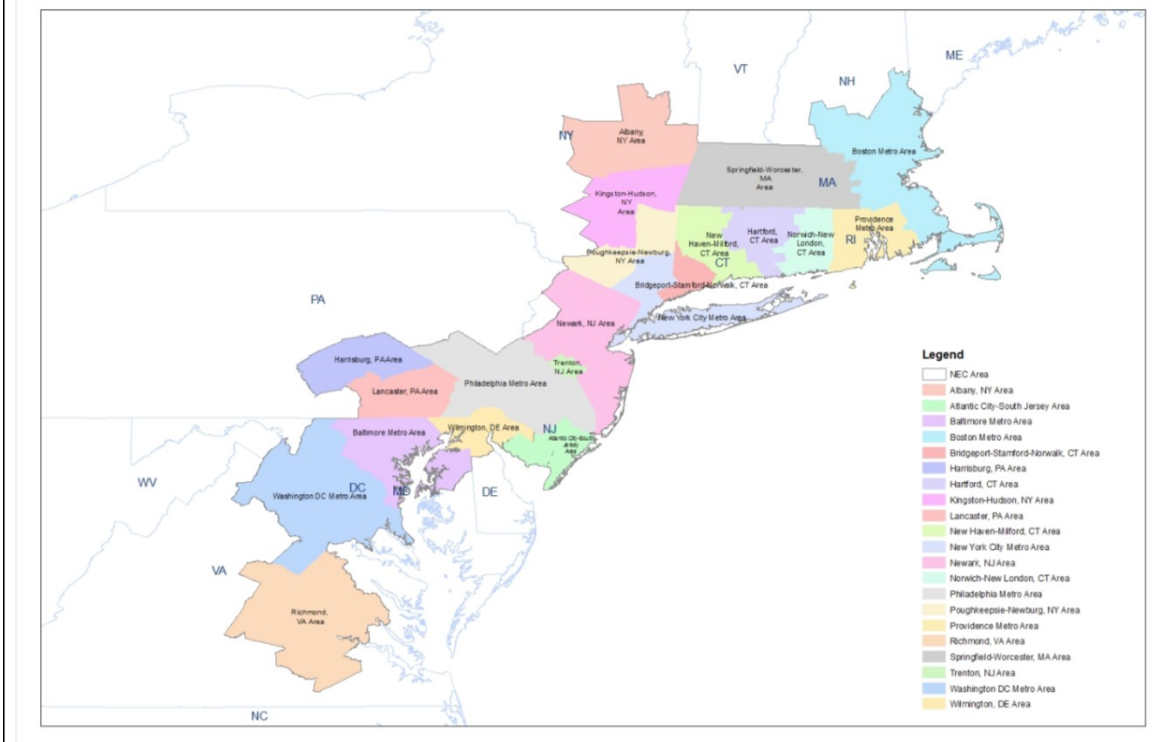 ME
VT
NH
NY
Albany,
NY Area
Boston Metro Area
Springfield-Worcester,
MA
Area
MA
Kingston-Hudson,
NY
Area
Providence
Metro Area
RI
New
Haven-Milford,
CT Area
Hartford,
CT Area
Norwich-New
London,
CT Area
CT
Poughkeepsie-Newburg,
NY Area
Bridgeport-Stamford-Norwalk, CT Area
PA
New York City Metro Area
Newark, NJ Area
Harrisburg, PA Area
Trenton,
NJ Area
Philadelphia Metro Area
Lancaster, PA Area
Baltimore Metro Area
Wilmington, DE Area
NJ
Atlantic City-South
Jersey
Area
WV
DC
MD
DE
Washington DC Metro Area
VA
Richmond,
VA Area
NC
Legend
NEC Area
Albany, NY Area
Atlantic City-South Jersey Area
Baltimore Metro Area
Boston Metro Area
Bridgeport-Stamford-Norwalk, CT Area
Harrisburg, PA Area
Hartford, CT Area
Kingston-Hudson, NY Area
Lancaster, PA Area
New Haven-Milford, CT Area
New York City Metro Area
Newark, NJ Area
Norwich-New London, CT Area
Philadelphia Metro Area
Poughkeepsie-Newburg, NY Area
Providence Metro Area
Richmond, VA Area
Springfield-Worcester, MA Area
Trenton, NJ Area
Washington DC Metro Area
Wilmington, DE Area